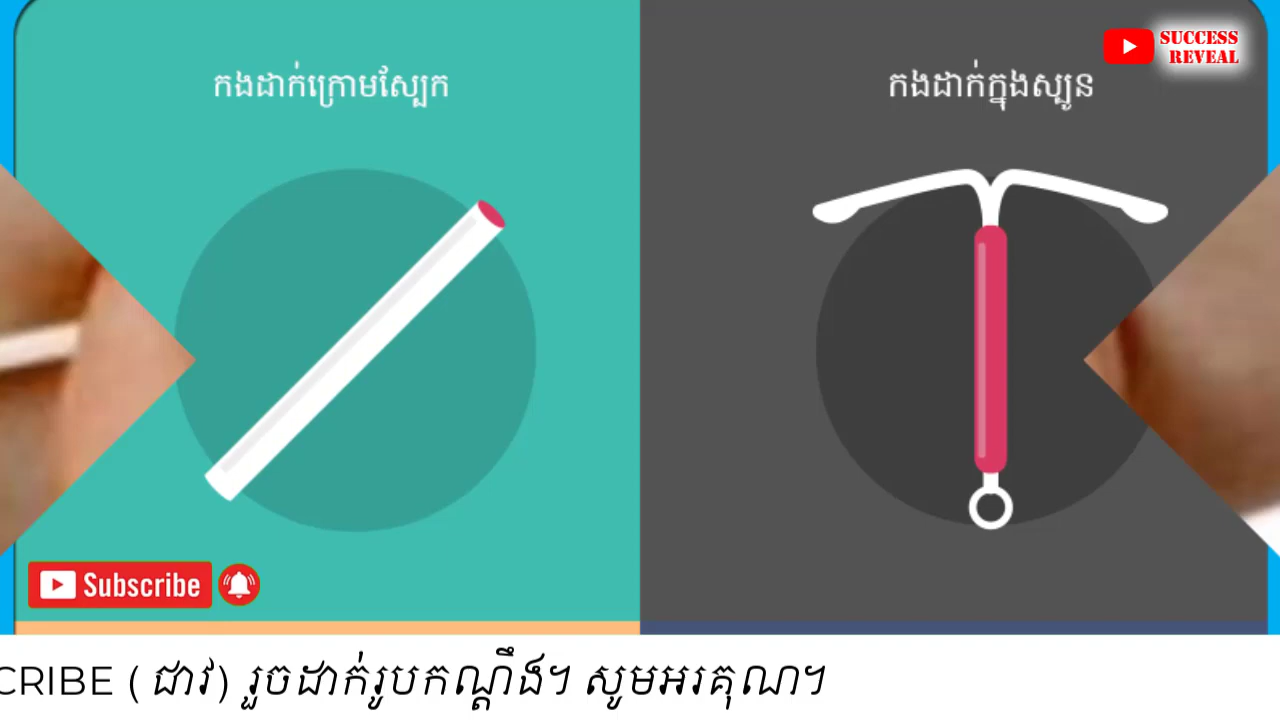 SUCCESS
REVEAL
កងដាក់ក្រោមស្បែក
កងដាក់ក្នុងស្បូន
Subscribe
CRIBE ( ជាវ) រួចដាក់រូបកណ្ដឹង។ សូមអរគុណ។